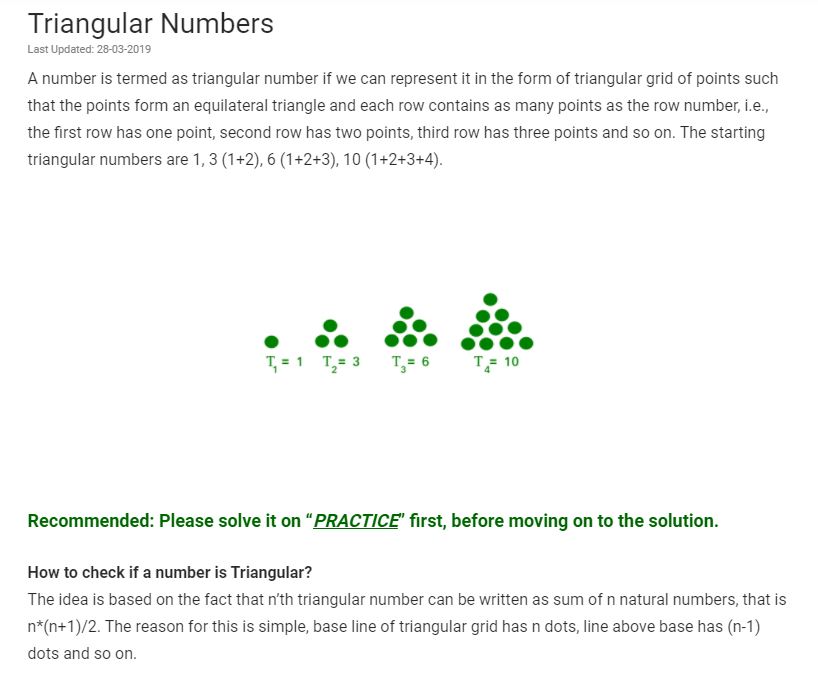 Triangular Numbers
Last Updated: 28-03-2019
A number is termed as triangular number if we can represent it in the form of triangular grid of points such
that the points form an equilateral triangle and each row contains as many points as the row number, i.e.,
the first row has one point, second row has two points, third row has three points and so on. The starting
triangular numbers are 1, 3 (1+2), 6 (1+2+3), 10 (1+2+3+4).
T₁ = 1 T₂= 3 T₃= 6 T₄= 10
Recommended: Please solve it on “PRACTICE” first, before moving on to the solution.
How to check if a number is Triangular?
The idea is based on the fact that n’th triangular number can be written as sum of n natural numbers, that is
n*(n+1)/2. The reason for this is simple, base line of triangular grid has n dots, line above base has (n-1)
dots and so on.